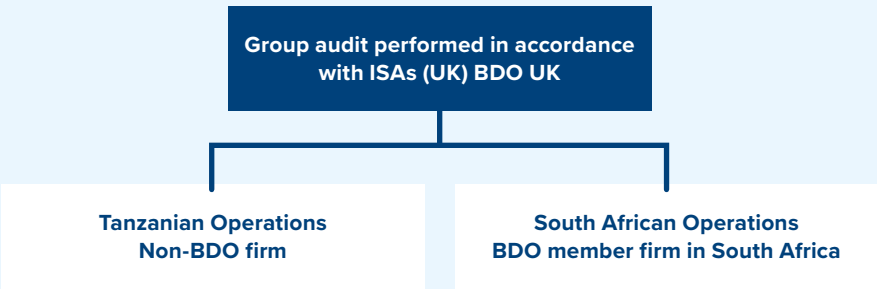 Group audit performed in accordance
with ISAs (UK) BDO UK
Tanzanian Operations
Non-BDO firm
South African Operations
BDO member firm in South Africa